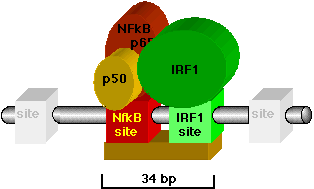 NFkB
p65
p50
IRF1
site
NfkB
site
IRF1
site
site
34 bp